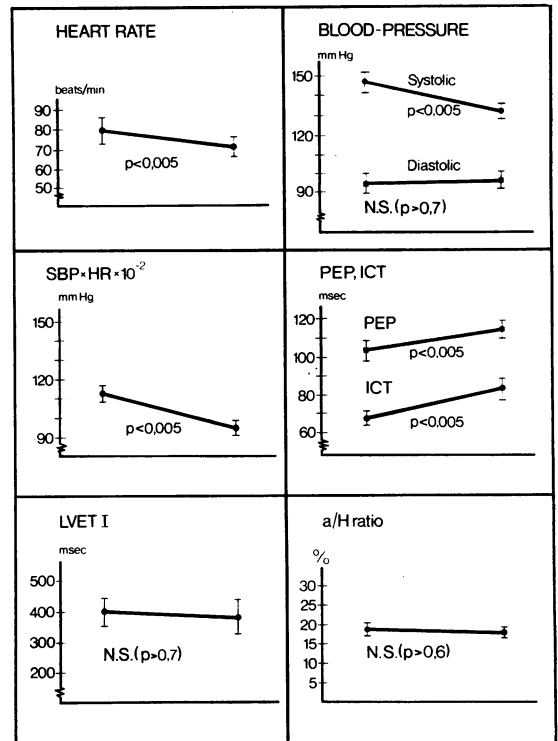 HEART RATE
beats/min
90
80
70
60
50
p<0,005
BLOOD-PRESSURE
mm Hg
150
120
90
Systolic
p<0,005
Diastolic
N.S.(p>0,7)
SBP×HR×10⁻²
mm Hg
150
120
90
p<0,005
PEP, ICT
msec
120
100
80
60
PEP
p<0.005
ICT
p<0.005
LVET I
msec
500
400
300
200
N.S.(p>0,7)
a/H ratio
%
30
25
20
15
10
5
N.S.(p>0,6)